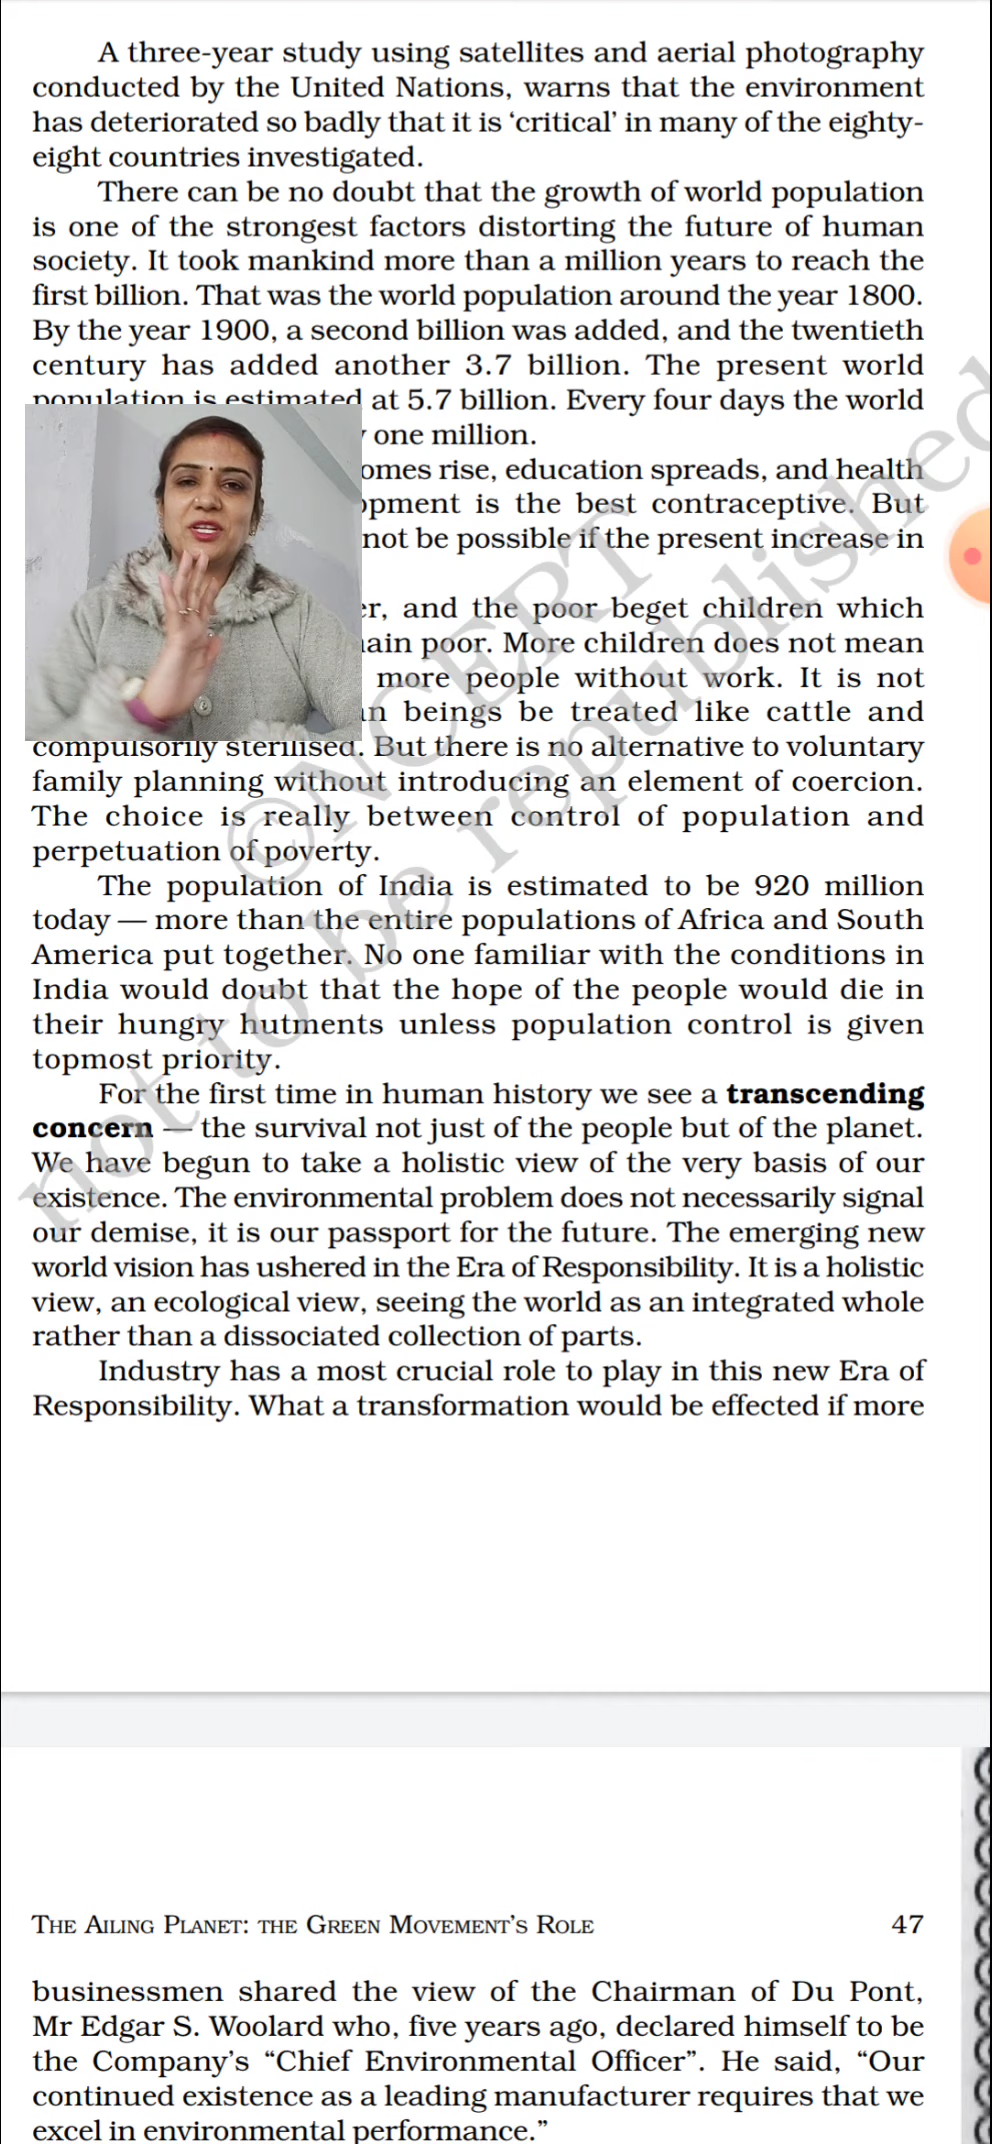 A three-year study using satellites and aerial photography
conducted by the United Nations, warns that the environment
has deteriorated so badly that it is ‘critical’ in many of the eighty-
eight countries investigated.
There can be no doubt that the growth of world population
is one of the strongest factors distorting the future of human
society. It took mankind more than a million years to reach the
first billion. That was the world population around the year 1800.
By the year 1900, a second billion was added, and the twentieth
century has added another 3.7 billion. The present world
population is estimated at 5.7 billion. Every four days the world
one million.
rise, education spreads, and health
is the best contraceptive. But
not be possible if the present increase in
and the poor beget children which
poor. More children does not mean
more people without work. It is not
beings be treated like cattle and
compulsorily sterilised. But there is no alternative to voluntary
family planning without introducing an element of coercion.
The choice is really between control of population and
perpetuation of poverty.
The population of India is estimated to be 920 million
today — more than the entire populations of Africa and South
America put together. No one familiar with the conditions in
India would doubt that the hope of the people would die in
their hungry hutments unless population control is given
topmost priority.
For the first time in human history we see a transcending
concern — the survival not just of the people but of the planet.
We have begun to take a holistic view of the very basis of our
existence. The environmental problem does not necessarily signal
our demise, it is our passport for the future. The emerging new
world vision has ushered in the Era of Responsibility. It is a holistic
view, an ecological view, seeing the world as an integrated whole
rather than a dissociated collection of parts.
Industry has a most crucial role to play in this new Era of
Responsibility. What a transformation would be effected if more
©NCERT
not to be republished
THE AILING PLANET: THE GREEN MOVEMENT’S ROLE 47
businessmen shared the view of the Chairman of Du Pont,
Mr Edgar S. Woolard who, five years ago, declared himself to be
the Company’s “Chief Environmental Officer”. He said, “Our
continued existence as a leading manufacturer requires that we
excel in environmental performance.”